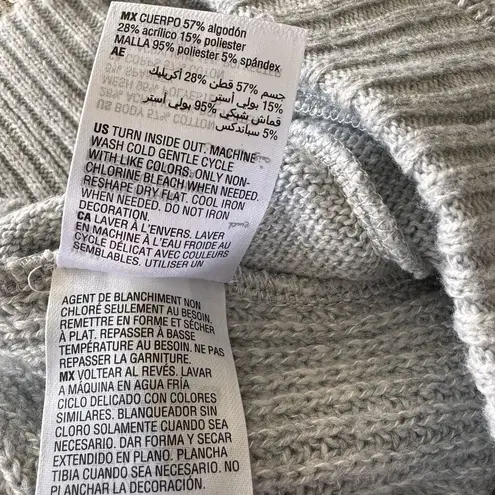 MX CUERPO 57% algodón
28% acrílico 15% poliester
MALLA 95% poliester 5% spándex
AE
جسم 57% قطن 28% أكريليك
15% بولي أستر
قماش شبكي 95% بولي أستر
5% سباندكس
US TURN INSIDE OUT. MACHINE
WASH COLD GENTLE CYCLE
WITH LIKE COLORS. ONLY NON-
CHLORINE BLEACH WHEN NEEDED.
RESHAPE DRY FLAT. COOL IRON
WHEN NEEDED. DO NOT IRON
DECORATION.
CA LAVER À L'ENVERS. LAVER
EN MACHINE À L'EAU FROIDE AU
CYCLE DÉLICAT AVEC COULEURS
SEMBLABLES. UTILISER UN
AGENT DE BLANCHIMENT NON
CHLORÉ SEULEMENT AU BESOIN.
REMETTRE EN FORME ET SÉCHER
À PLAT. REPASSER À BASSE
TEMPÉRATURE AU BESOIN. NE PAS
REPASSER LA GARNITURE.
MX VOLTEAR AL REVÉS. LAVAR
A MÁQUINA EN AGUA FRÍA
CICLO DELICADO CON COLORES
SIMILARES. BLANQUEADOR SIN
CLORO SOLAMENTE CUANDO SEA
NECESARIO. DAR FORMA Y SECAR
EXTENDIDO EN PLANO. PLANCHA
TIBIA CUANDO SEA NECESARIO. NO
PLANCHAR LA DECORACIÓN.